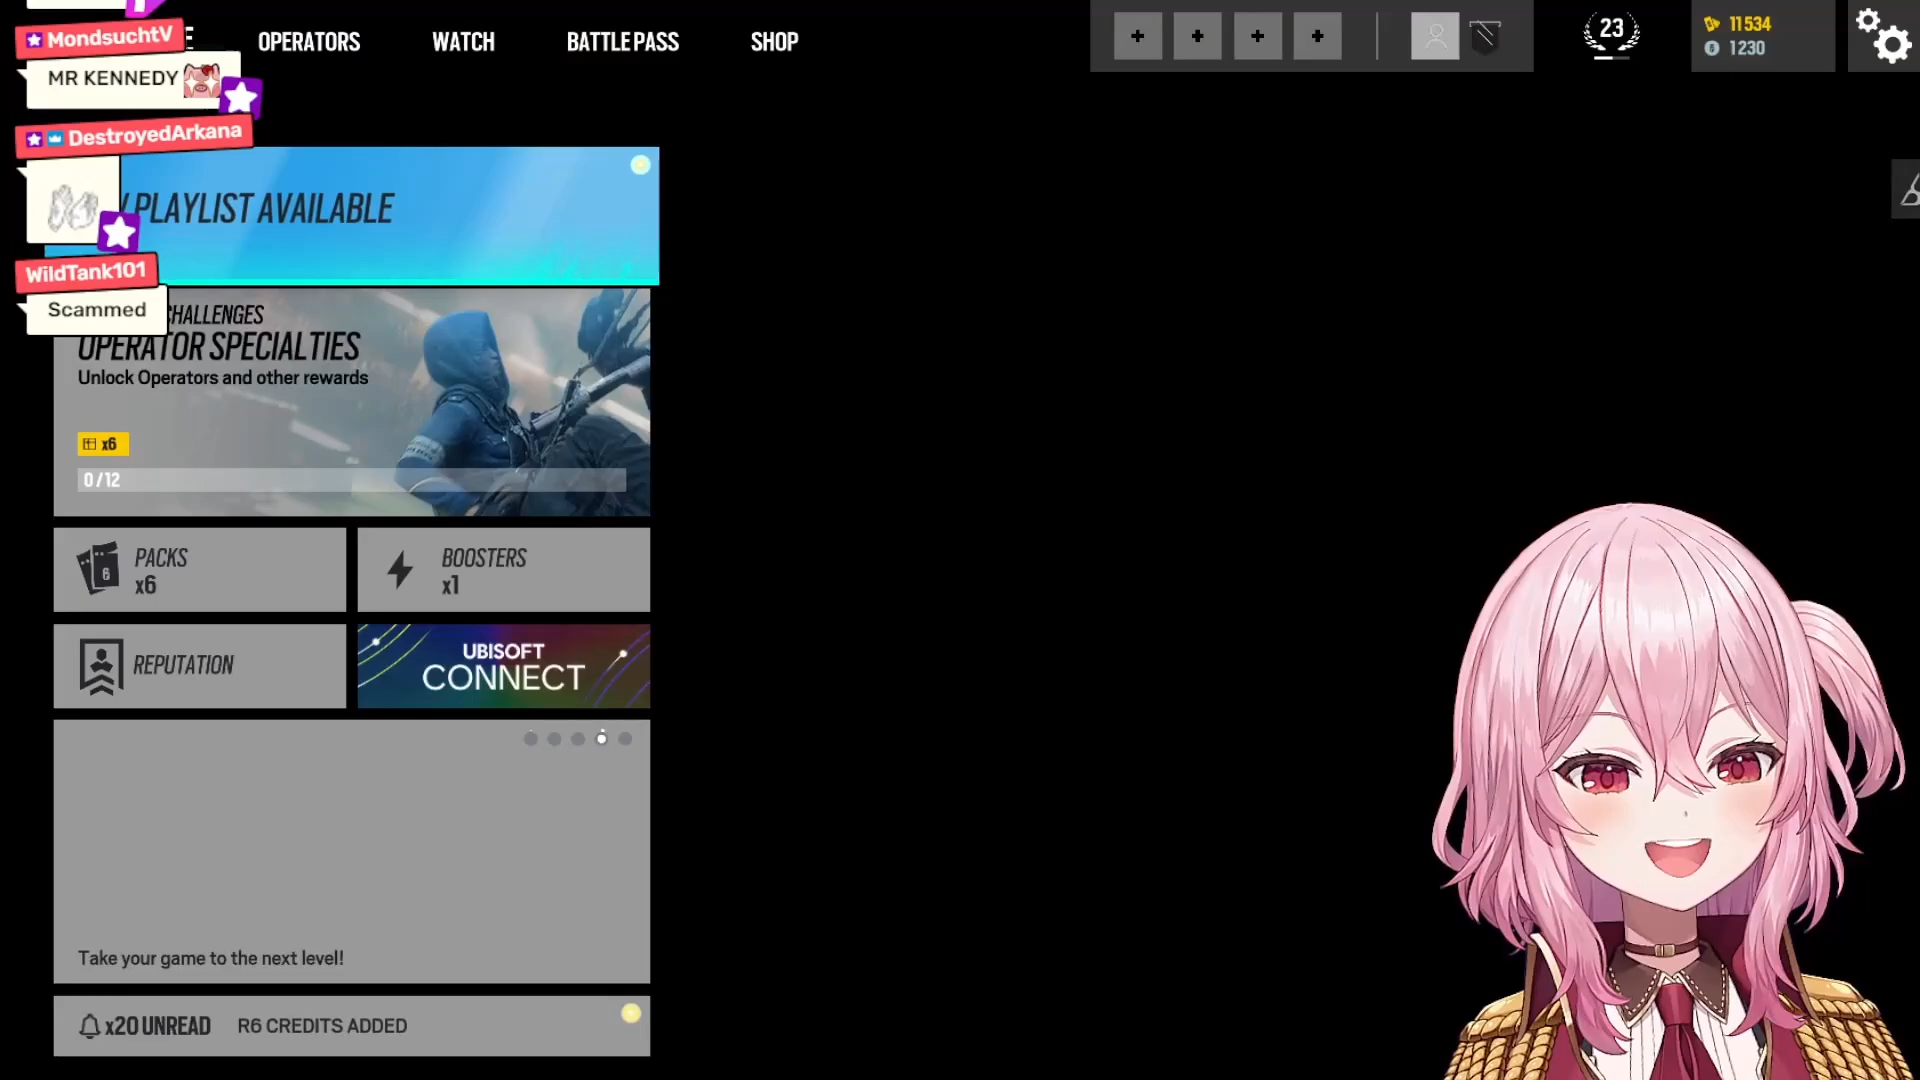 MondsuchtV
MR KENNEDY
DestroyedArkana
WildTank101
Scammed
OPERATORS
WATCH
BATTLE PASS
SHOP
23
11534
1230
PLAYLIST AVAILABLE
CHALLENGES
OPERATOR SPECIALTIES
Unlock Operators and other rewards
x6
0/12
PACKS
x6
BOOSTERS
x1
REPUTATION
UBISOFT
CONNECT
Take your game to the next level!
x20 UNREAD R6 CREDITS ADDED